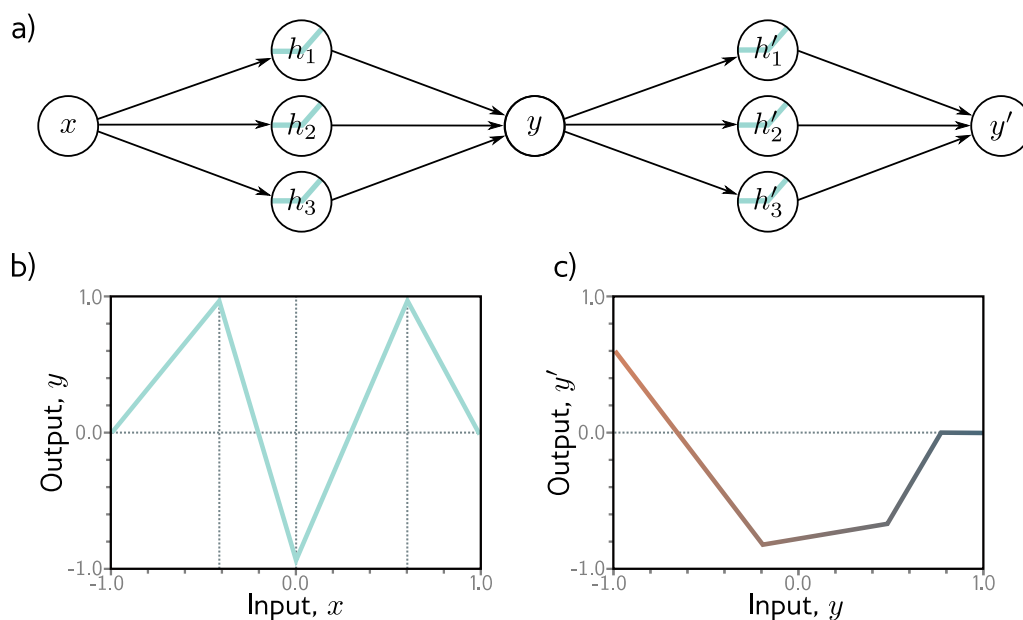 a)
h₁ h′₁
x h₂ y h′₂ y′
h₃ h′₃
b) c)
1.0 1.0
Output, y Output, y′
0.0 0.0
-1.0 -1.0
-1.0 0.0 1.0 -1.0 0.0 1.0
Input, x Input, y